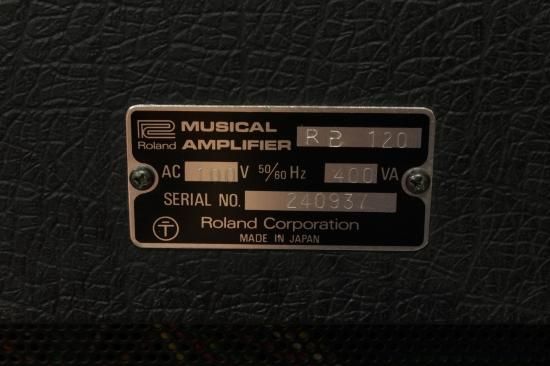 Roland MUSICAL AMPLIFIER RB 120
AC 100 V 50/60 Hz 400 VA
SERIAL NO. 240937
T
Roland Corporation
MADE IN JAPAN